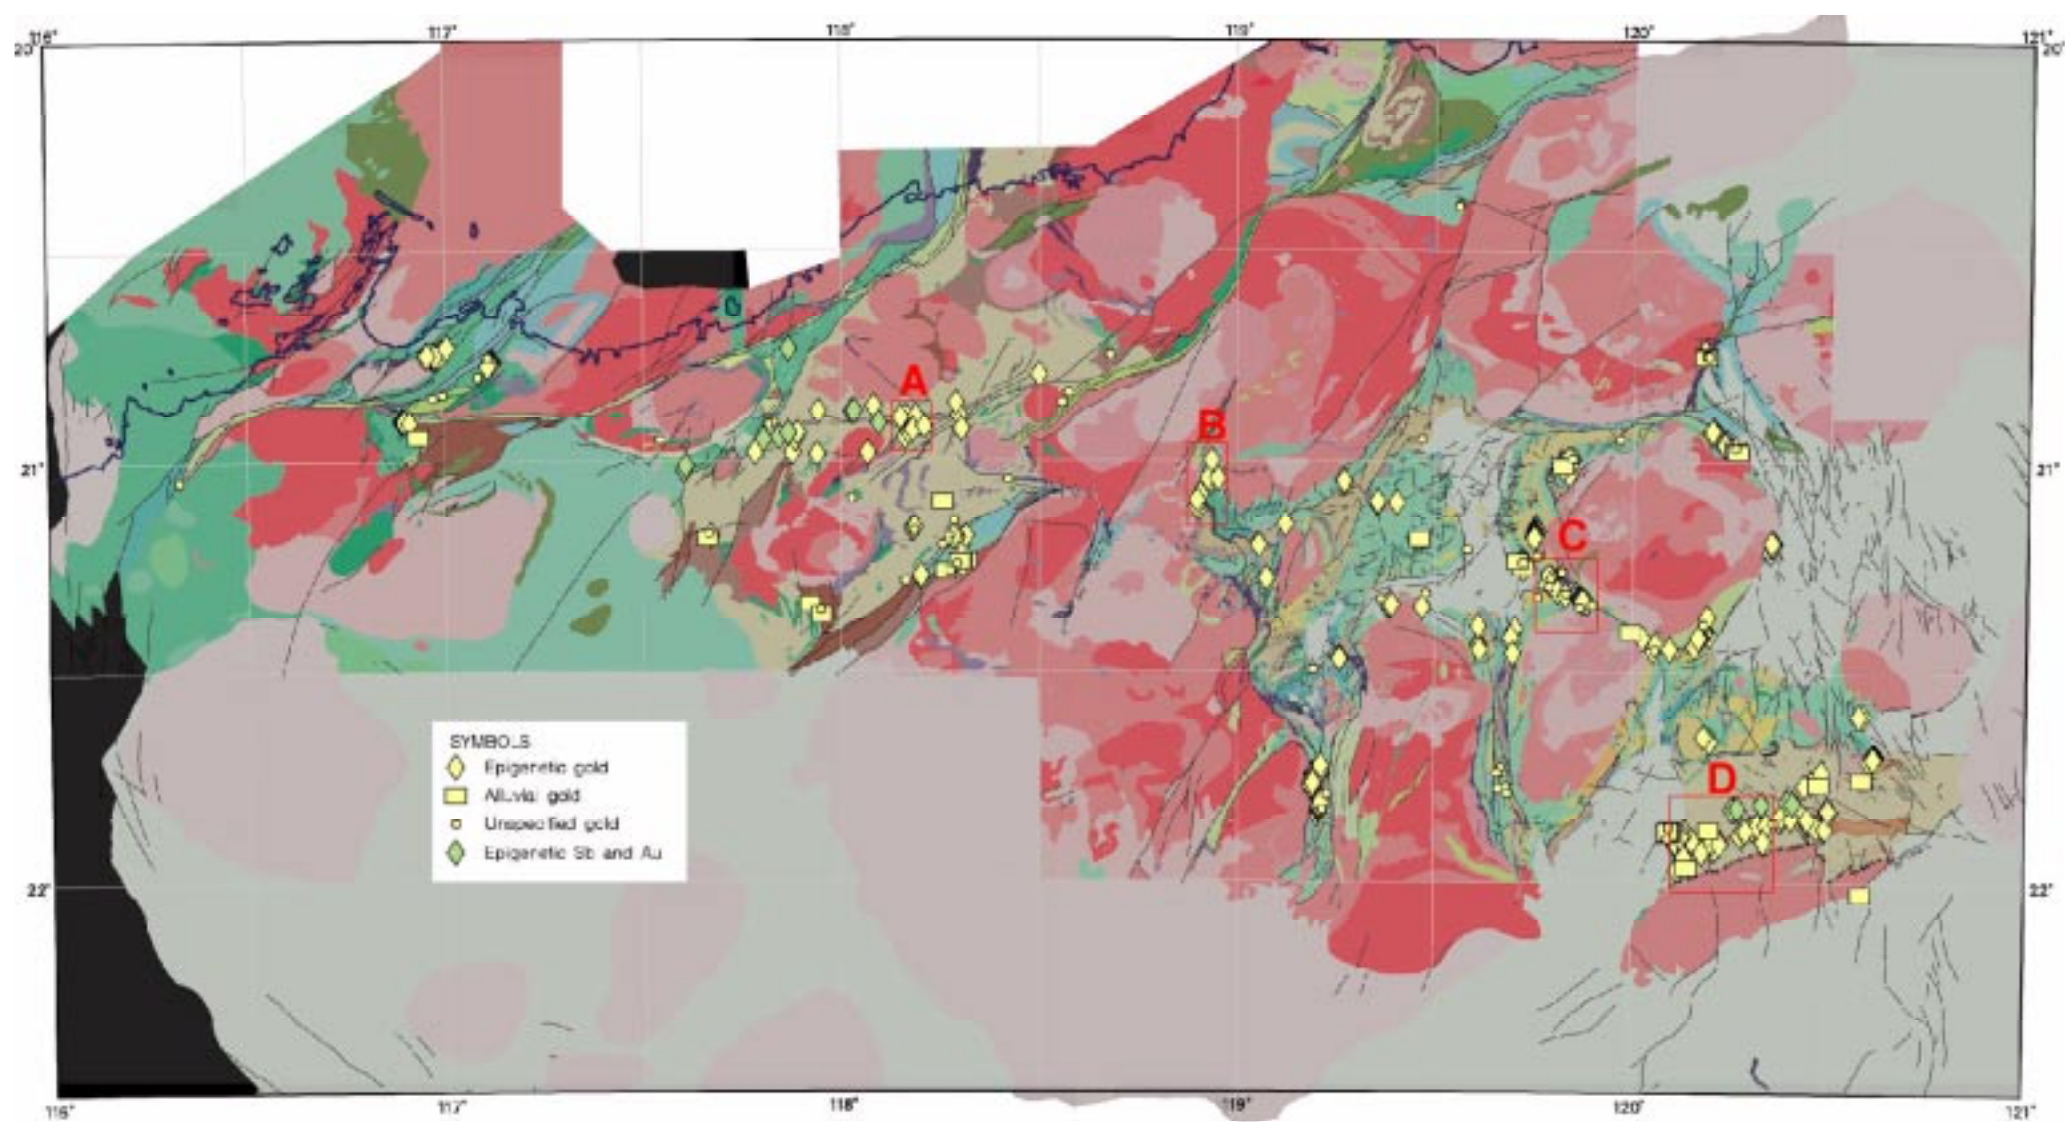 116° 117° 118° 119° 120° 121°
20° 20°
A
B
21° 21°
C
SYMBOLS
Epigenetic gold
Alluvial gold
D
Unspecified gold
Epigenetic Sb and Au
22° 22°
116° 117° 118° 119° 120° 121°